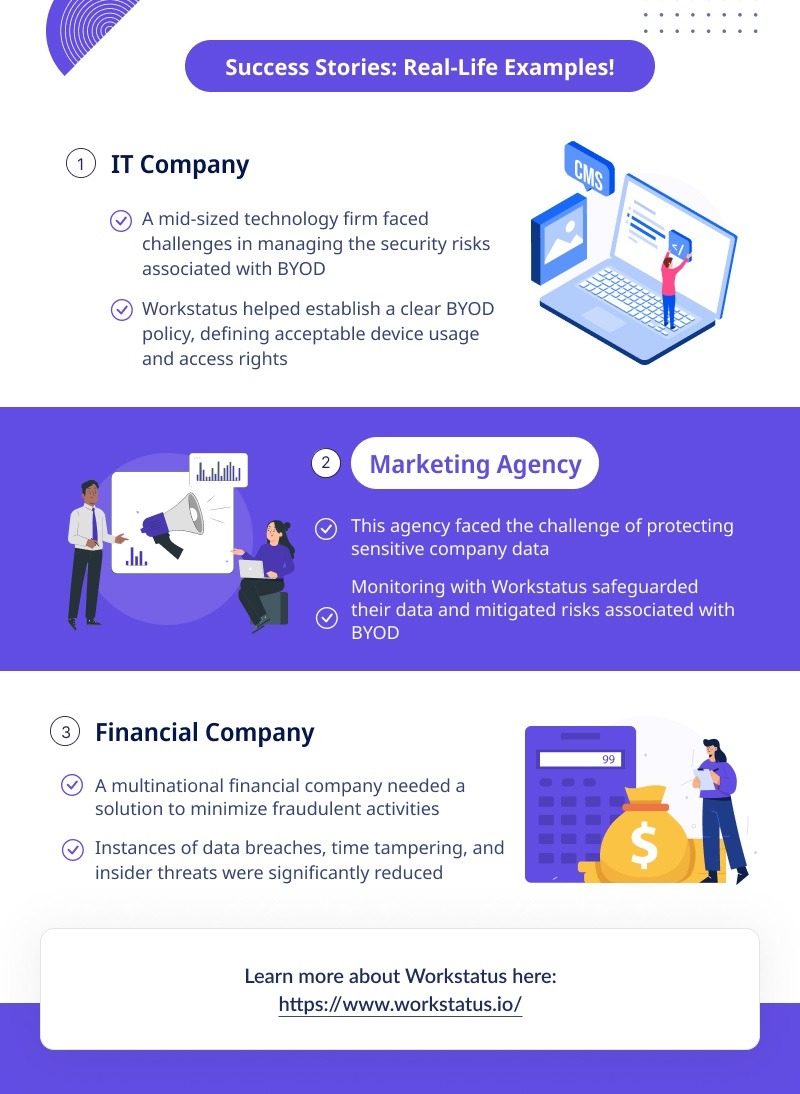 Success Stories: Real-Life Examples!
1
IT Company
A mid-sized technology firm faced
challenges in managing the security risks
associated with BYOD
Workstatus helped establish a clear BYOD
policy, defining acceptable device usage
and access rights
CMS
</>
2
Marketing Agency
This agency faced the challenge of protecting
sensitive company data
Monitoring with Workstatus safeguarded
their data and mitigated risks associated with
BYOD
3
Financial Company
A multinational financial company needed a
solution to minimize fraudulent activities
Instances of data breaches, time tampering, and
insider threats were significantly reduced
99
$
Learn more about Workstatus here:
https://www.workstatus.io/